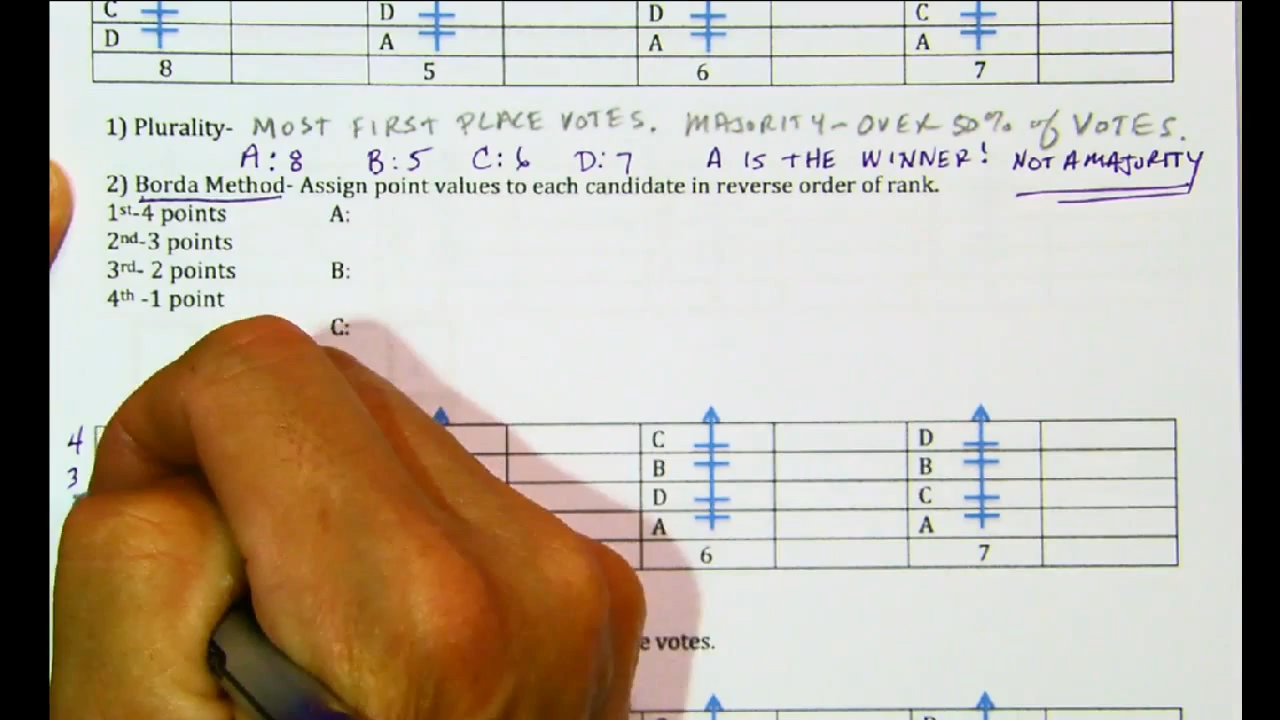 C D D C
D A A A
8 5 6 7
1) Plurality- MOST FIRST PLACE VOTES. MAJORITY - OVER 50% of VOTES.
A: 8 B: 5 C: 6 D: 7 A IS THE WINNER! NOT A MAJORITY
2) Borda Method- Assign point values to each candidate in reverse order of rank.
1st-4 points A:
2nd-3 points
3rd- 2 points B:
4th -1 point
C:
4 C D
3 B B
D C
A A
6 7
e votes.